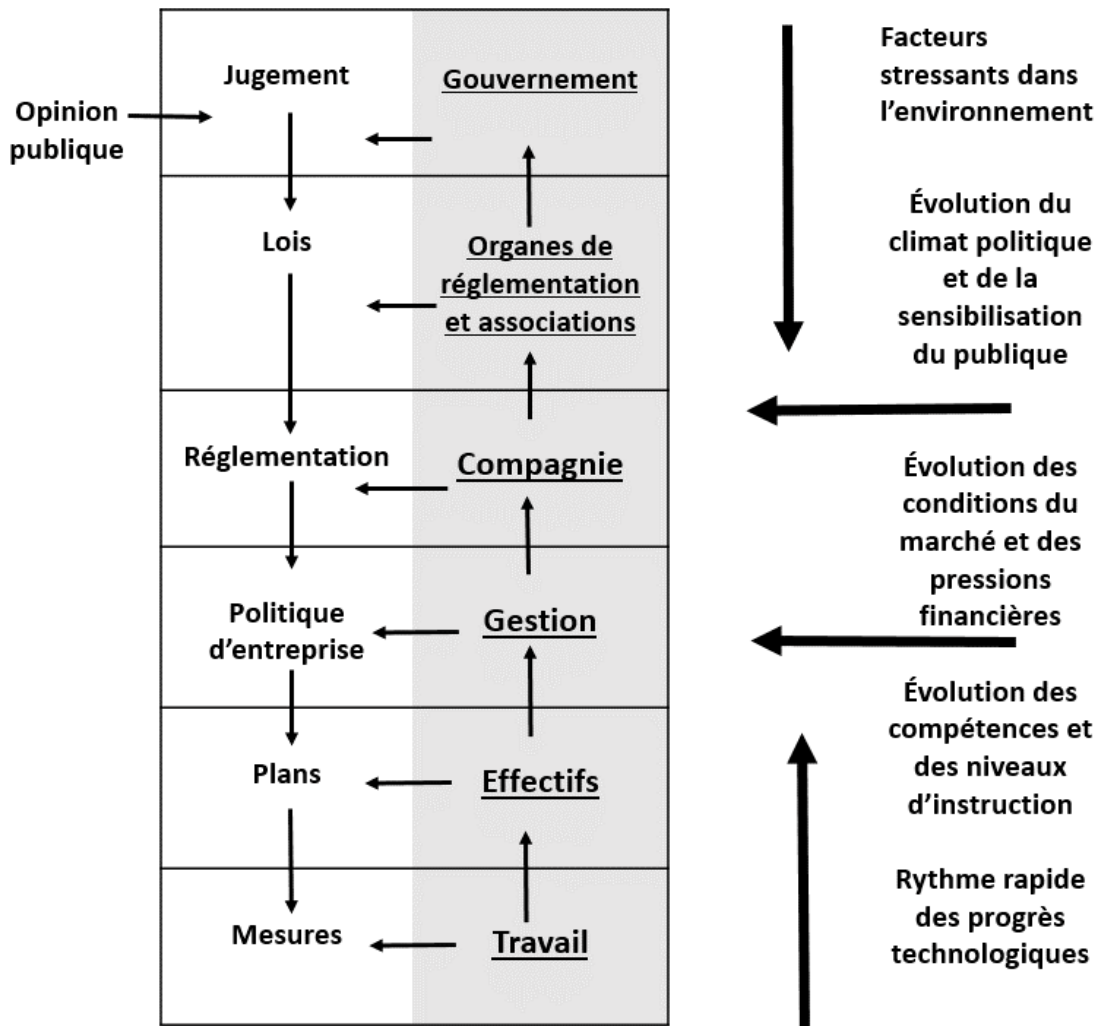 Opinion
publique
Jugement
Gouvernement
Lois
Organes de
réglementation
et associations
Réglementation
Compagnie
Politique
d’entreprise
Gestion
Plans
Effectifs
Mesures
Travail
Facteurs
stressants dans
l’environnement
Évolution du
climat politique
et de la
sensibilisation
du publique
Évolution des
conditions du
marché et des
pressions
financières
Évolution des
compétences et
des niveaux
d’instruction
Rythme rapide
des progrès
technologiques